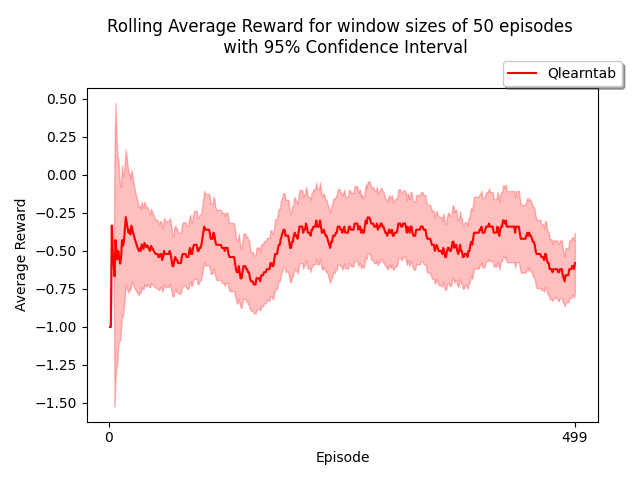 Rolling Average Reward for window sizes of 50 episodes
with 95% Confidence Interval
Qlearntab
0.50
0.25
0.00
−0.25
−0.50
−0.75
−1.00
−1.25
−1.50
Average Reward
0
499
Episode